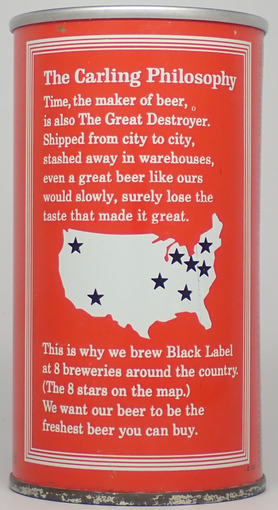 The Carling Philosophy
Time, the maker of beer,
is also The Great Destroyer.
Shipped from city to city,
stashed away in warehouses,
even a great beer like ours
would slowly, surely lose the
taste that made it great.
This is why we brew Black Label
at 8 breweries around the country.
(The 8 stars on the map.)
We want our beer to be the
freshest beer you can buy.